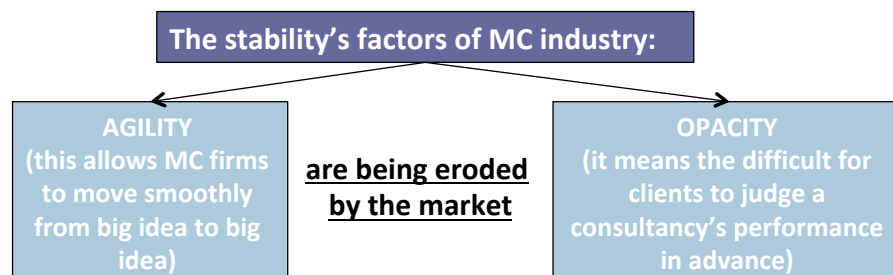 The stability’s factors of MC industry:
AGILITY
(this allows MC firms
to move smoothly
from big idea to big
idea)
are being eroded
by the market
OPACITY
(it means the difficult for
clients to judge a
consultancy’s performance
in advance)